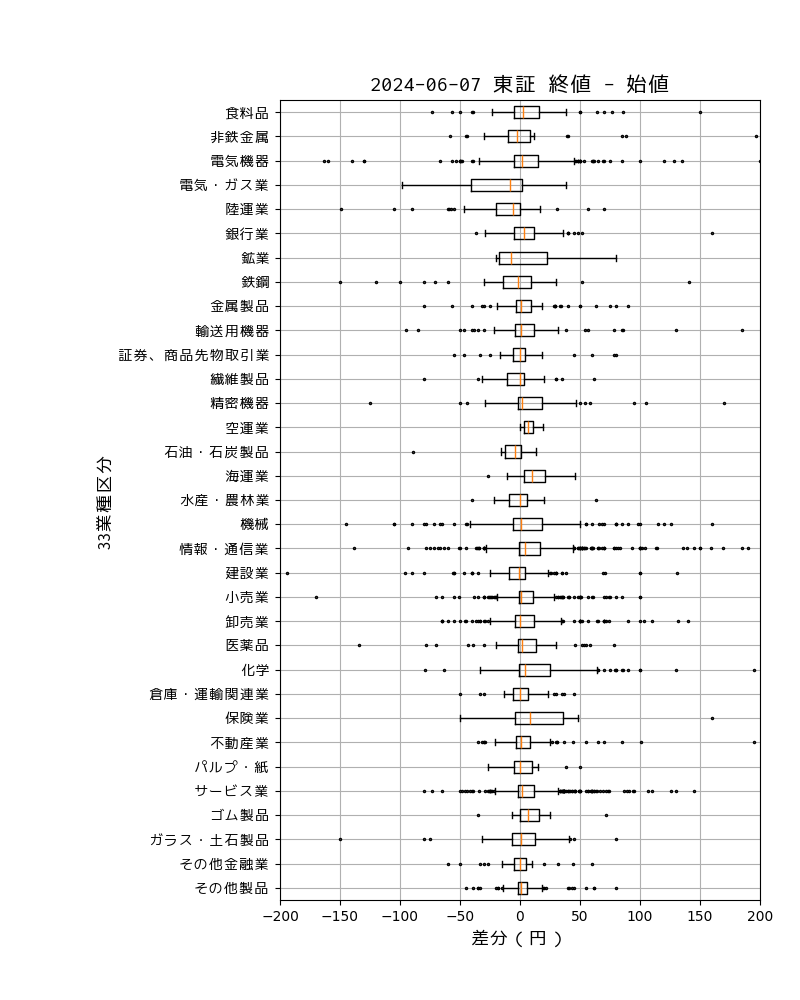 2024-06-07 東証 終値 - 始値
食料品
非鉄金属
電気機器
電気・ガス業
陸運業
銀行業
鉱業
鉄鋼
金属製品
輸送用機器
証券、商品先物取引業
繊維製品
精密機器
空運業
石油・石炭製品
海運業
水産・農林業
機械
情報・通信業
建設業
小売業
卸売業
医薬品
化学
倉庫・運輸関連業
保険業
不動産業
パルプ・紙
サービス業
ゴム製品
ガラス・土石製品
その他金融業
その他製品
33業種区分
−200 −150 −100 −50 0 50 100 150 200
差分（円）